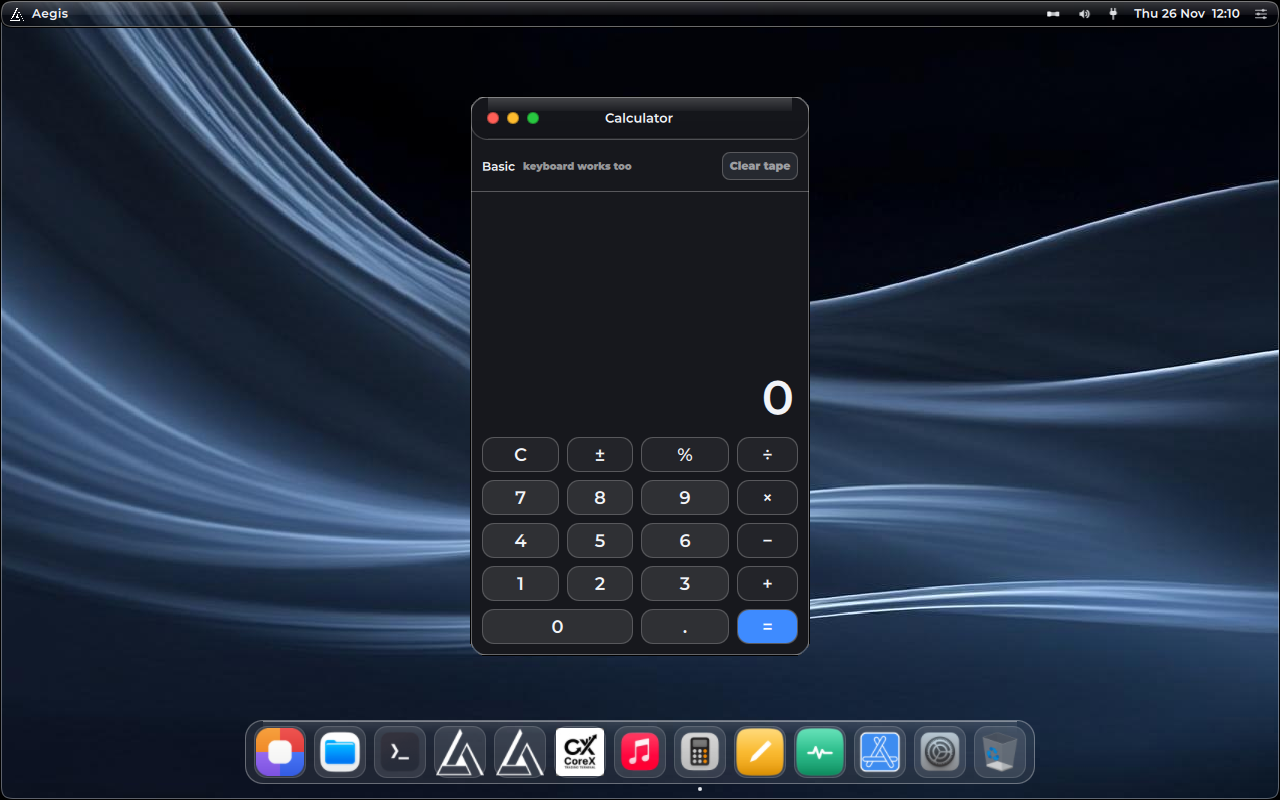 Aegis
Thu 26 Nov 12:10
Calculator
Basic keyboard works too Clear tape
0
C ± % ÷
7 8 9 ×
4 5 6 −
1 2 3 +
0 . =
CX
CoreX